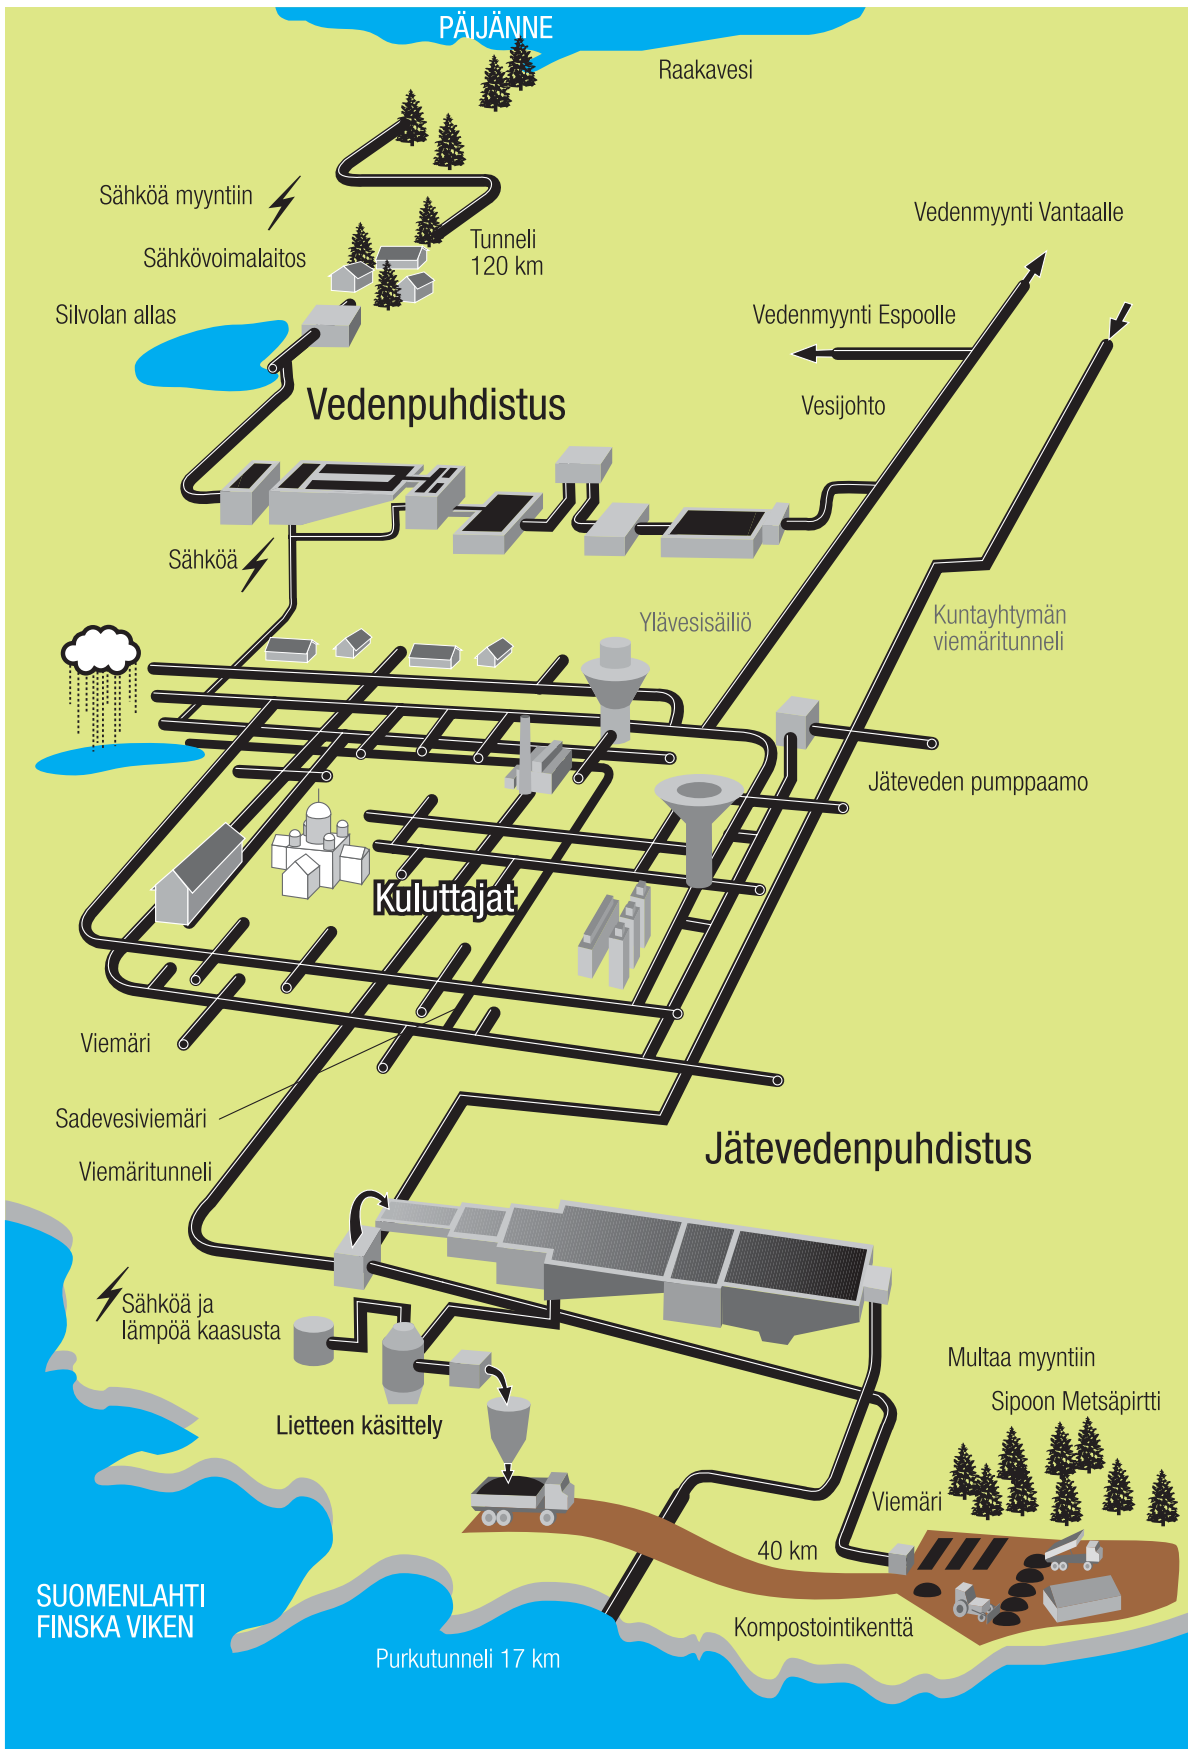 PÄIJÄNNE
Raakavesi
Sähköä myyntiin
Vedenmyynti Vantaalle
Sähkövoimalaitos
Tunneli
120 km
Silvolan allas
Vedenmyynti Espoolle
Vedenpuhdistus
Vesijohto
Sähköä
Ylävesisäiliö
Kuntayhtymän
viemäritunneli
Jäteveden pumppaamo
Kuluttajat
Viemäri
Sadevesiviemäri
Jätevedenpuhdistus
Viemäritunneli
Sähköä ja
lämpöä kaasusta
Multaa myyntiin
Sipoon Metsäpirtti
Lietteen käsittely
Viemäri
40 km
SUOMENLAHTI
FINSKA VIKEN
Kompostointikenttä
Purkutunneli 17 km